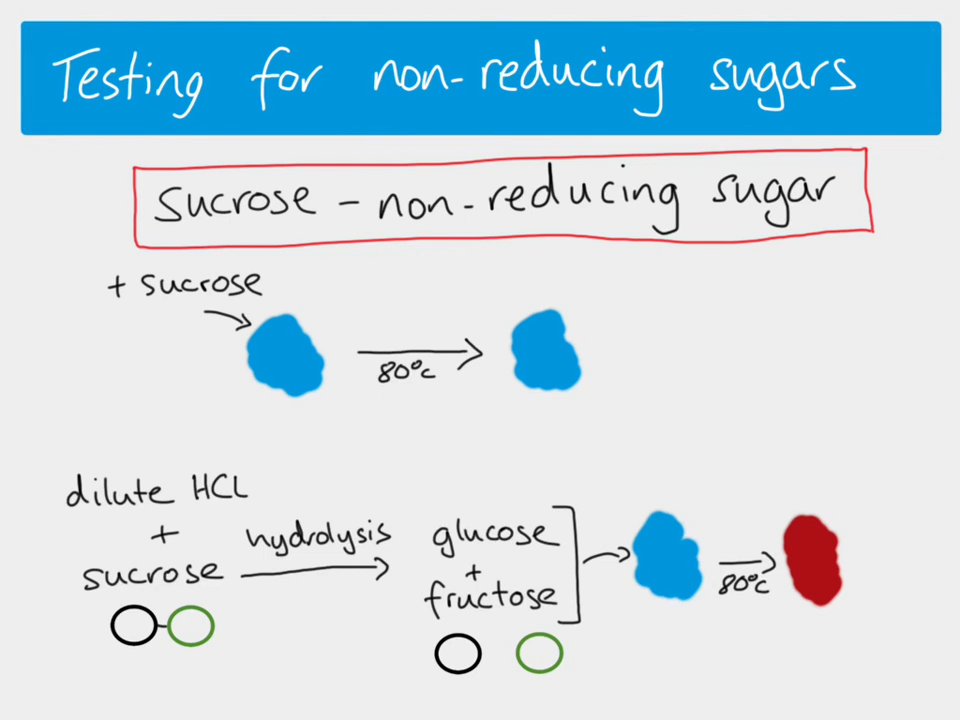 Testing for non-reducing sugars
Sucrose - non-reducing sugar
+ sucrose
80°c
dilute HCL
+
sucrose
hydrolysis
glucose
+
fructose
80°c